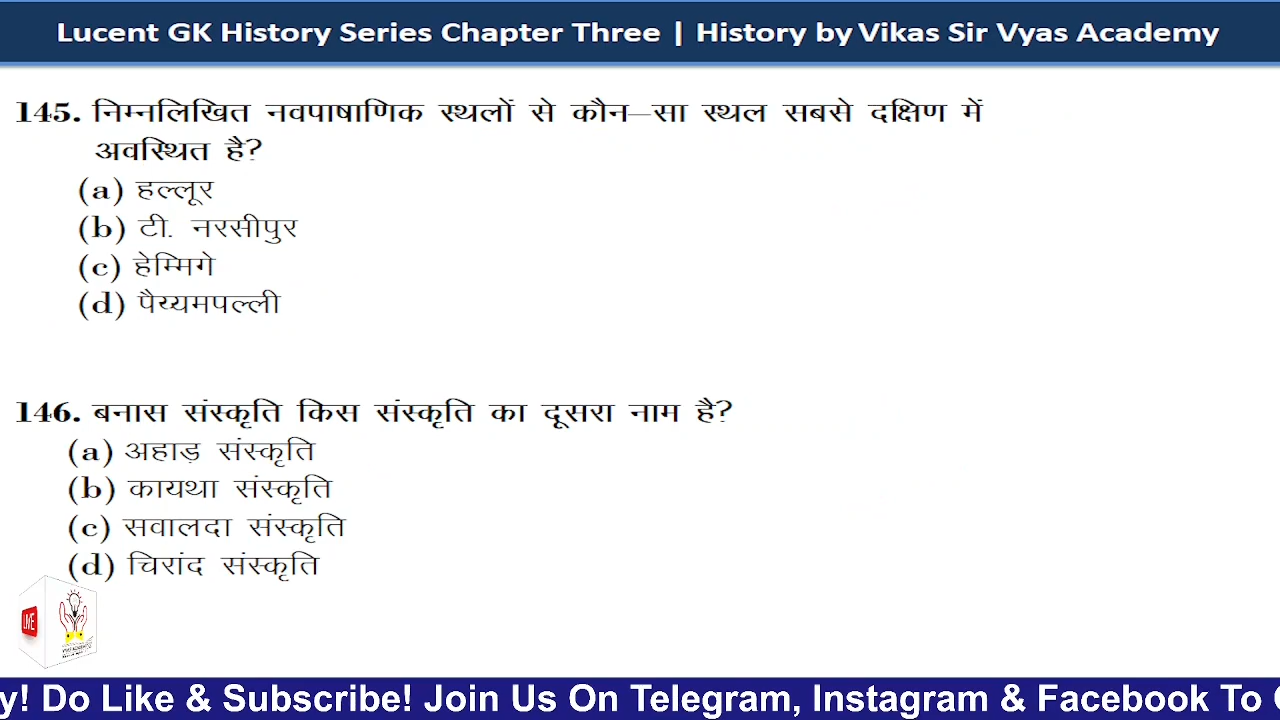 Lucent GK History Series Chapter Three | History by Vikas Sir Vyas Academy
145. निम्नलिखित नवपाषाणिक स्थलों से कौन–सा स्थल सबसे दक्षिण में
अवस्थित है?
(a) हल्लूर
(b) टी. नरसीपुर
(c) हेम्मिगे
(d) पैय्यमपल्ली
146. बनास संस्कृति किस संस्कृति का दूसरा नाम है?
(a) अहाड़ संस्कृति
(b) कायथा संस्कृति
(c) सवालदा संस्कृति
(d) चिरांद संस्कृति
LIVE
y! Do Like & Subscribe! Join Us On Telegram, Instagram & Facebook To